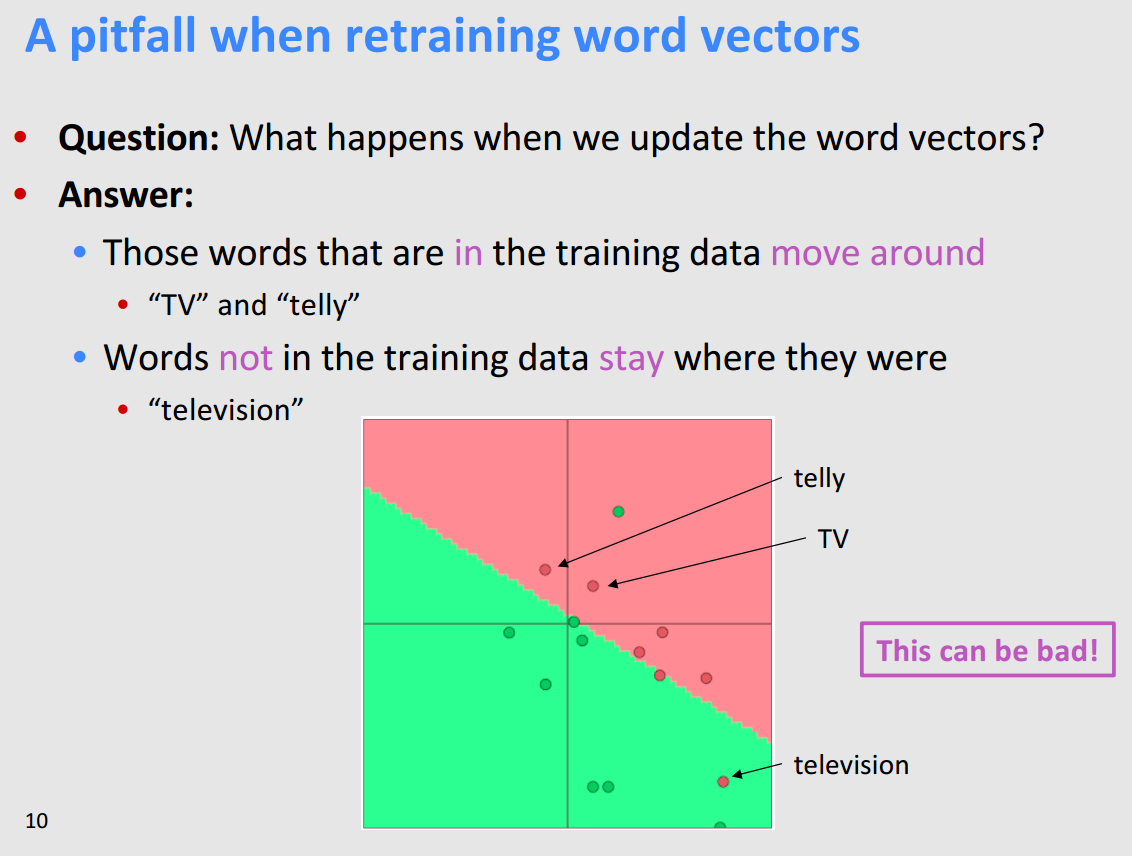 A pitfall when retraining word vectors
• Question: What happens when we update the word vectors?
• Answer:
• Those words that are in the training data move around
• “TV” and “telly”
• Words not in the training data stay where they were
• “television”
telly
TV
This can be bad!
television
10